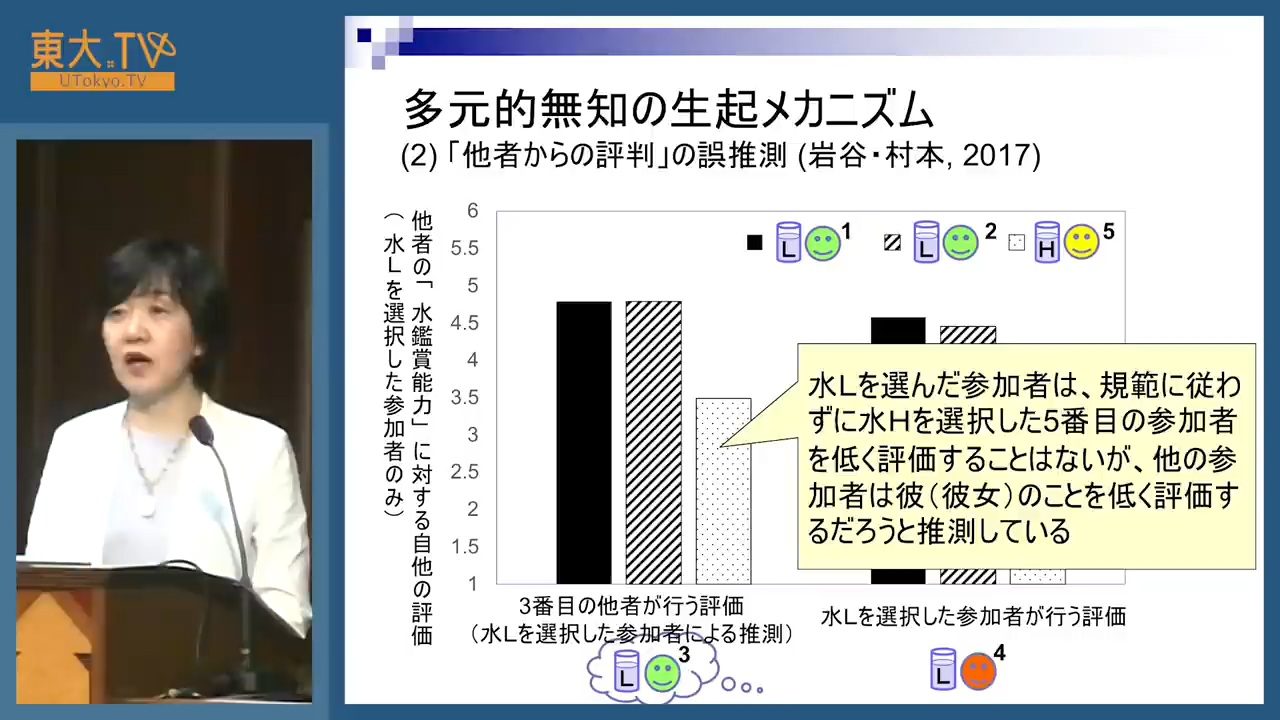 東大.TV
UTokyo.TV
多元的無知の生起メカニズム
(2)「他者からの評判」の誤推測 (岩谷・村本, 2017)
他者の「水鑑賞能力」に対する自他の評価
（水Ｌを選択した参加者のみ）
6
5.5
5
4.5
4
3.5
3
2.5
2
1.5
1
L 1
L 2
H 5
水Ｌを選んだ参加者は、規範に従わ
ずに水Ｈを選択した5番目の参加者
を低く評価することはないが、他の参
加者は彼（彼女）のことを低く評価す
るだろうと推測している
3番目の他者が行う評価
（水Ｌを選択した参加者による推測）
水Ｌを選択した参加者が行う評価
L 3
L 4